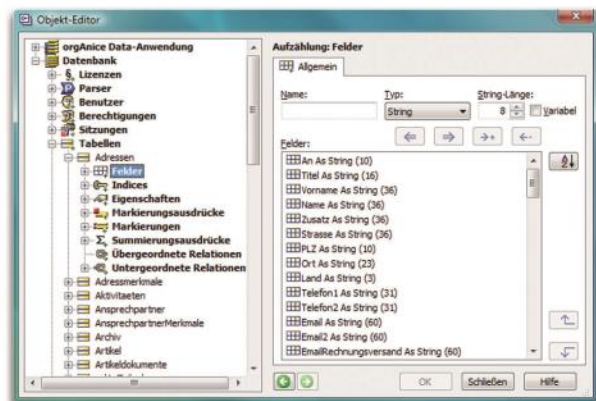 Objekt-Editor
orgAnice Data-Anwendung
Datenbank
Lizenzen
Parser
Benutzer
Berechtigungen
Sitzungen
Tabellen
Adressen
Felder
Indices
Eigenschaften
Markierungsausdrücke
Markierungen
Summierungsausdrücke
Übergeordnete Relationen
Untergeordnete Relationen
Adressmerkmale
Aktivitaeten
Ansprechpartner
AnsprechpartnerMerkmale
Archiv
Artikel
Artikeldokumente
Aufzählung: Felder
Allgemein
Name: Typ: String-Länge:
String 8 Variabel
Felder:
An As String (10)
Titel As String (16)
Vorname As String (36)
Name As String (36)
Zusatz As String (36)
Strasse As String (36)
PLZ As String (10)
Ort As String (23)
Land As String (3)
Telefon1 As String (31)
Telefon2 As String (31)
Email As String (60)
Email2 As String (60)
EmailRechnungsversand As String (60)
OK Schließen Hilfe